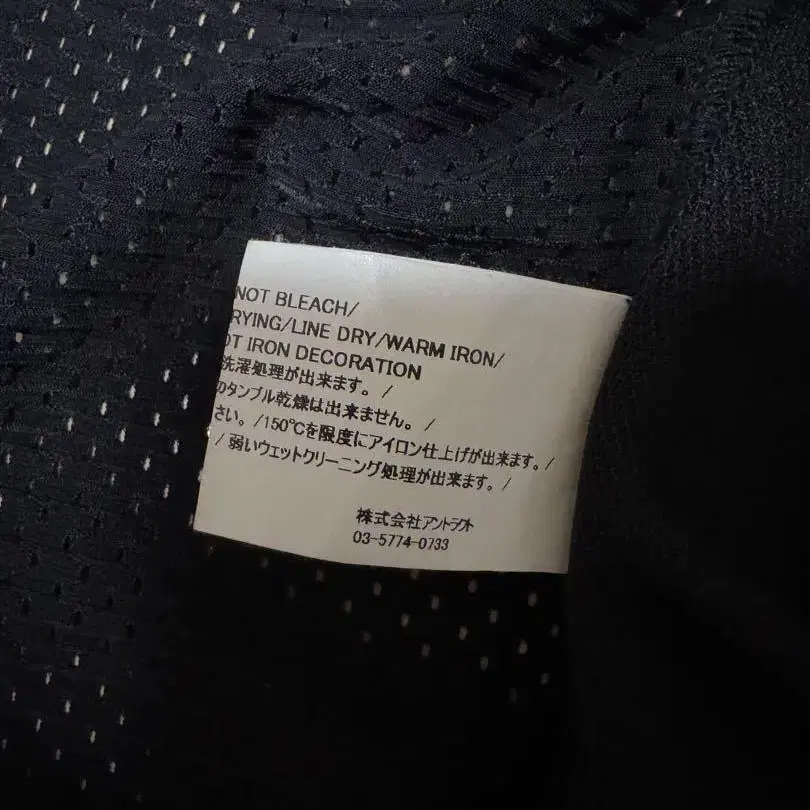 NOT BLEACH/
RYING/LINE DRY/WARM IRON/
OT IRON DECORATION
洗濯処理が出来ます。/
のタンブル乾燥は出来ません。/
さい。/150℃を限度にアイロン仕上げが出来ます。/
/弱いウェットクリーニング処理が出来ます。/
株式会社アントラクト
03-5774-0733